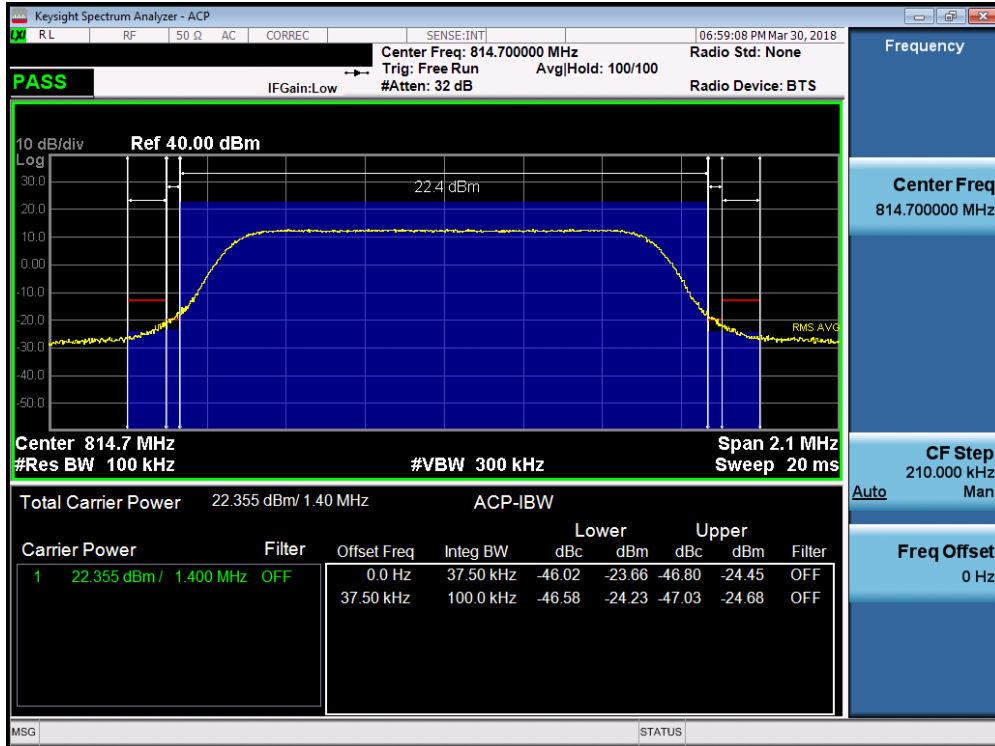 Keysight Spectrum Analyzer - ACP
LXI RL RF 50 Ω AC CORREC SENSE:INT 06:59:08 PM Mar 30, 2018
Center Freq: 814.700000 MHz Radio Std: None
Trig: Free Run Avg|Hold: 100/100
PASS IFGain:Low #Atten: 32 dB Radio Device: BTS
10 dB/div Ref 40.00 dBm
Log
30.0
22.4 dBm
20.0
10.0
0.00
-10.0
-20.0
RMS AVG
-30.0
-40.0
-50.0
Center 814.7 MHz Span 2.1 MHz
#Res BW 100 kHz #VBW 300 kHz Sweep 20 ms
Total Carrier Power 22.355 dBm/ 1.40 MHz ACP-IBW
Lower Upper
Carrier Power Filter Offset Freq Integ BW dBc dBm dBc dBm Filter
1 22.355 dBm / 1.400 MHz OFF 0.0 Hz 37.50 kHz -46.02 -23.66 -46.80 -24.45 OFF
37.50 kHz 100.0 kHz -46.58 -24.23 -47.03 -24.68 OFF
MSG STATUS
Frequency
Center Freq
814.700000 MHz
CF Step
210.000 kHz
Auto Man
Freq Offset
0 Hz